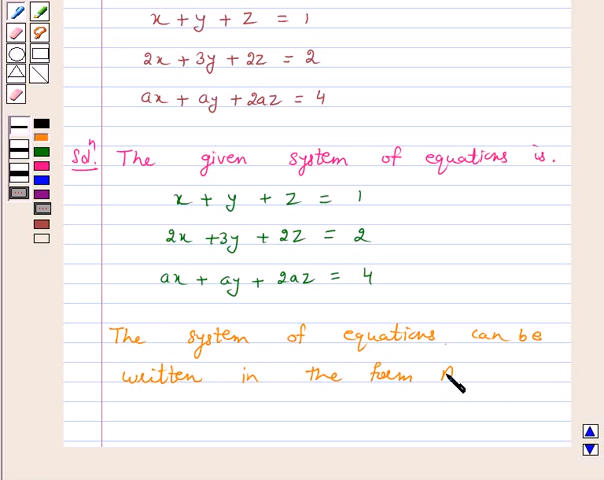 x + y + z = 1
2x + 3y + 2z = 2
ax + ay + 2az = 4
Solⁿ. The given system of equations is.
x + y + z = 1
2x + 3y + 2z = 2
ax + ay + 2az = 4
The system of equations can be
written in the form